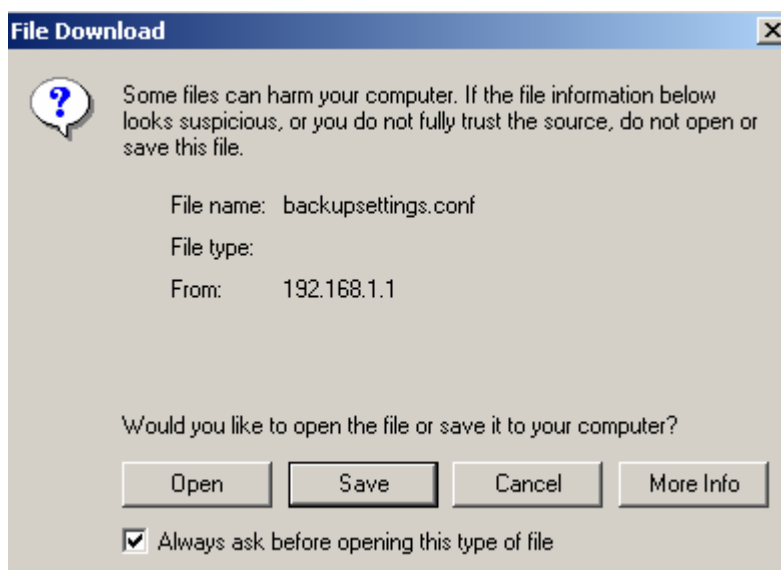 File Download
Some files can harm your computer. If the file information below
looks suspicious, or you do not fully trust the source, do not open or
save this file.
File name: backupsettings.conf
File type:
From: 192.168.1.1
Would you like to open the file or save it to your computer?
Open Save Cancel More Info
Always ask before opening this type of file